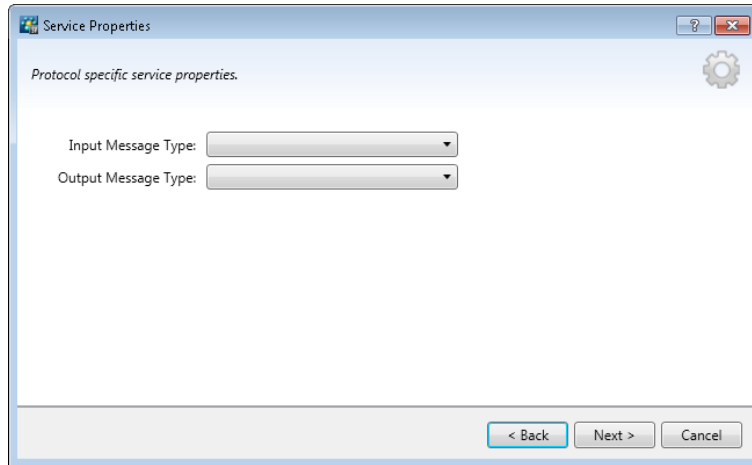 Service Properties
?
Protocol specific service properties.
Input Message Type:
Output Message Type:
< Back Next > Cancel